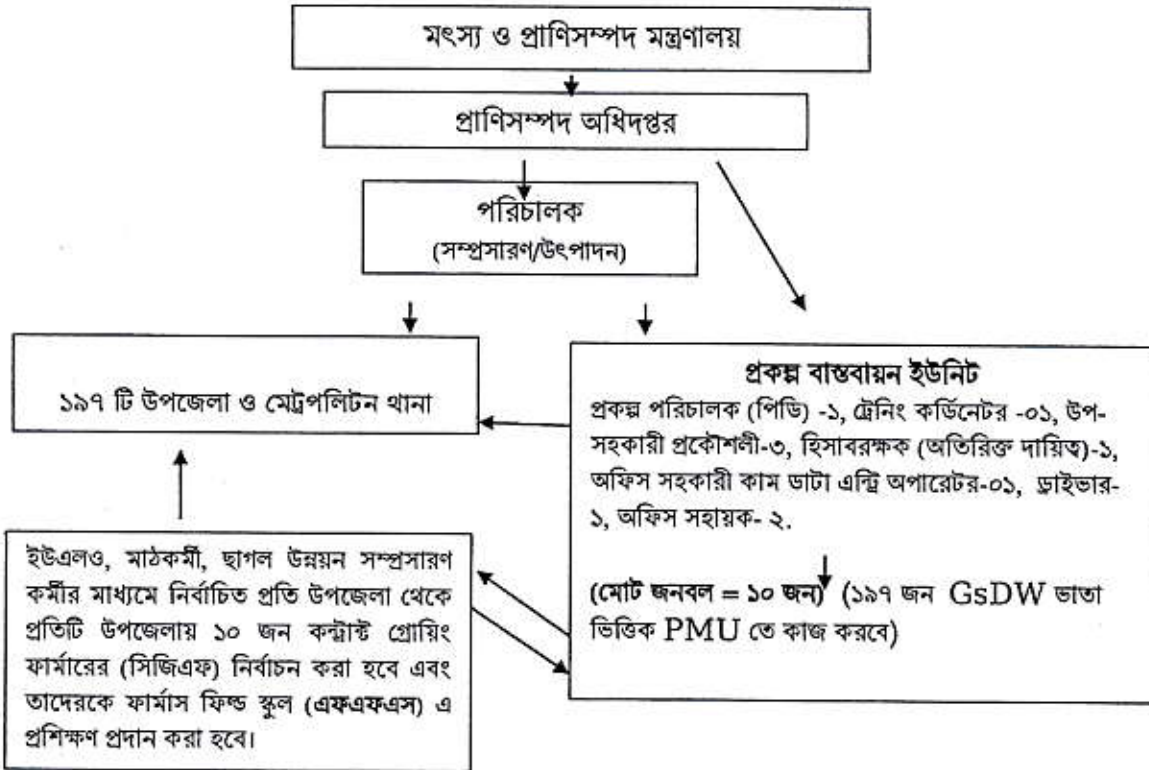 মৎস্য ও প্রাণিসম্পদ মন্ত্রণালয়
প্রাণিসম্পদ অধিদপ্তর
পরিচালক
(সম্প্রসারণ/উৎপাদন)
১৯৭ টি উপজেলা ও মেট্রপলিটন থানা
প্রকল্প বাস্তবায়ন ইউনিট
প্রকল্প পরিচালক (পিডি) -১, ট্রেনিং কর্ডিনেটর -০১, উপ-
সহকারী প্রকৌশলী-৩, হিসাবরক্ষক (অতিরিক্ত দায়িত্ব)-১,
অফিস সহকারী কাম ডাটা এন্ট্রি অপারেটর-০১, ড্রাইভার-
১, অফিস সহায়ক- ২.
(মোট জনবল = ১০ জন) (১৯৭ জন GsDW ভাতা
ভিত্তিক PMU তে কাজ করবে)
ইউএলও, মাঠকর্মী, ছাগল উন্নয়ন সম্প্রসারণ
কর্মীর মাধ্যমে নির্বাচিত প্রতি উপজেলা থেকে
প্রতিটি উপজেলায় ১০ জন কন্ট্রাক্ট গ্রোয়িং
ফার্মারের (সিজিএফ) নির্বাচন করা হবে এবং
তাদেরকে ফার্মাস ফিল্ড স্কুল (এফএফএস) এ
প্রশিক্ষণ প্রদান করা হবে।